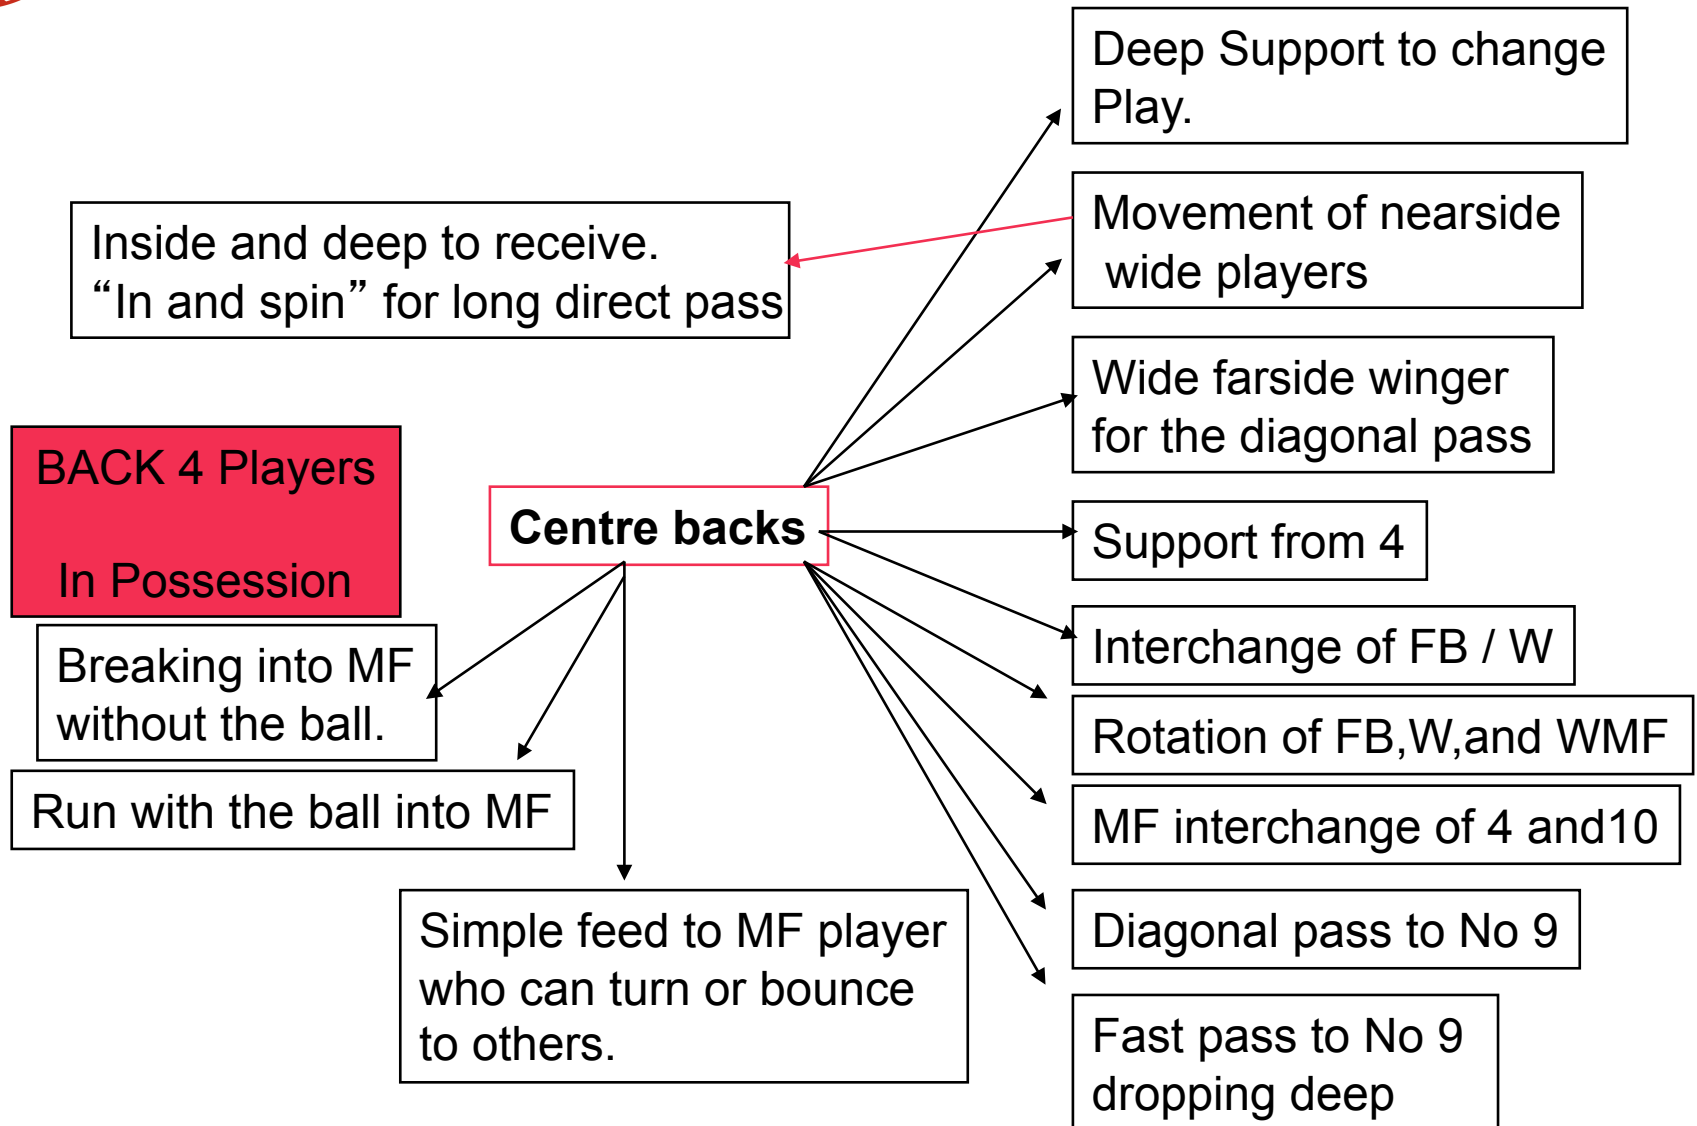 Deep Support to change
Play.
Inside and deep to receive.
“In and spin” for long direct pass
Movement of nearside
wide players
Wide farside winger
for the diagonal pass
BACK 4 Players
In Possession
Centre backs
Support from 4
Interchange of FB / W
Breaking into MF
without the ball.
Rotation of FB,W,and WMF
Run with the ball into MF
MF interchange of 4 and10
Simple feed to MF player
who can turn or bounce
to others.
Diagonal pass to No 9
Fast pass to No 9
dropping deep